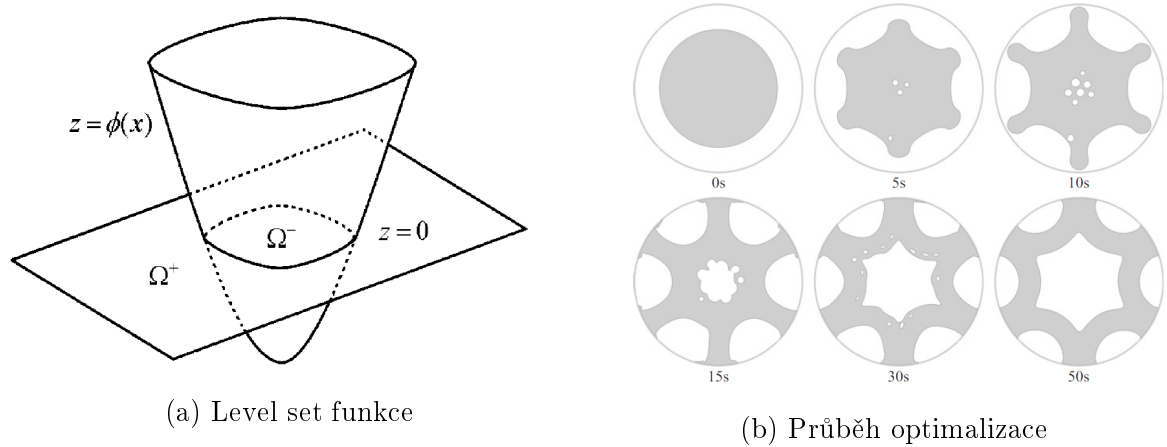 z = ϕ(x)
Ω⁻
z = 0
Ω⁺
(a) Level set funkce
0s 5s 10s
15s 30s 50s
(b) Průběh optimalizace